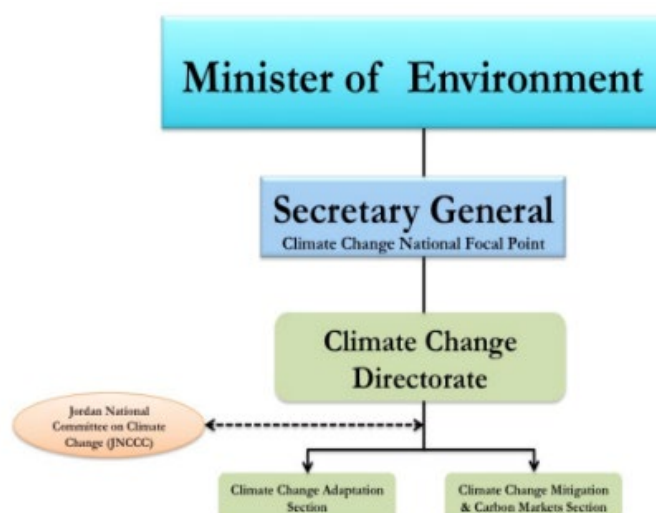 Minister of Environment
Secretary General
Climate Change National Focal Point
Climate Change
Directorate
Jordan National
Committee on Climate
Change (JNCCC)
Climate Change Adaptation
Section
Climate Change Mitigation
& Carbon Markets Section